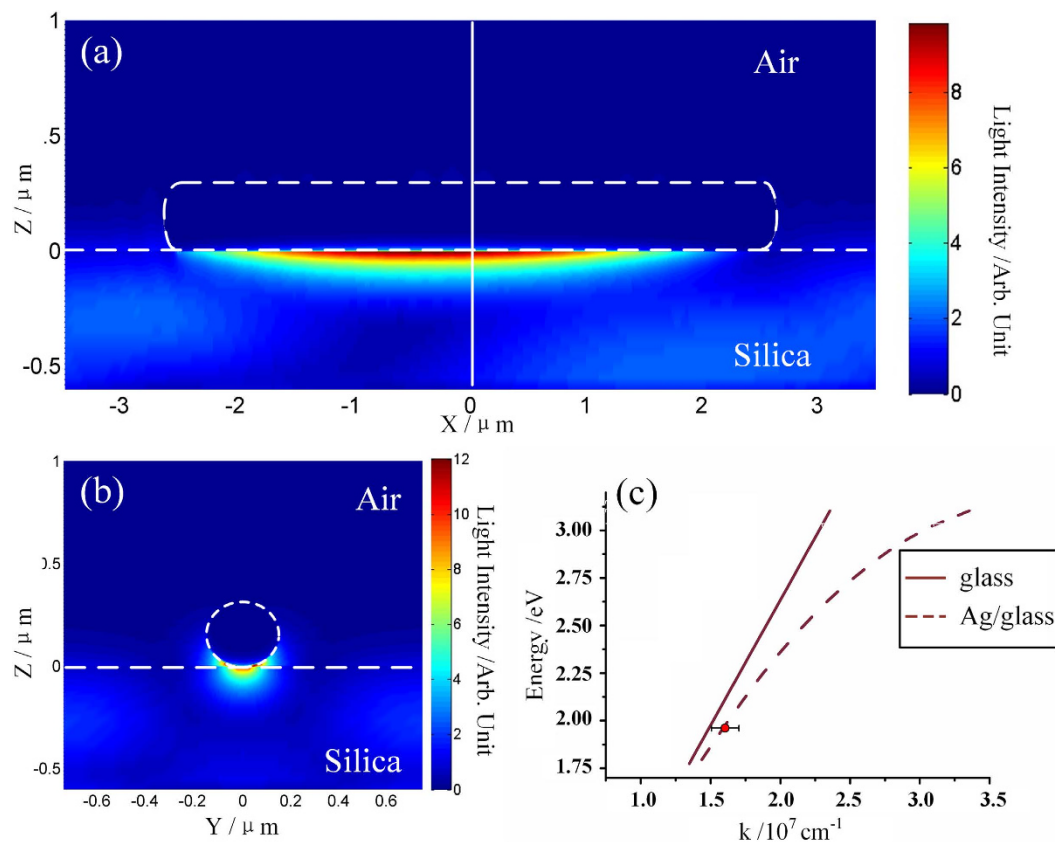 (a)
Air
Silica
1
.5
0
-0.5
Z / μm
-3
-2
-1
0
1
2
3
X / μm
8
6
4
2
0
Light Intensity /Arb. Unit
(b)
Air
Silica
1
0.5
0
-0.5
Z / μm
-0.6
-0.4
-0.2
0
0.2
0.4
0.6
Y / μm
12
10
8
6
4
2
0
Light Intensity /Arb. Unit
(c)
3.00
2.75
2.50
2.25
2.00
1.75
Energy /eV
glass
Ag/glass
1.0
1.5
2.0
2.5
3.0
3.5
k /10⁷ cm⁻¹